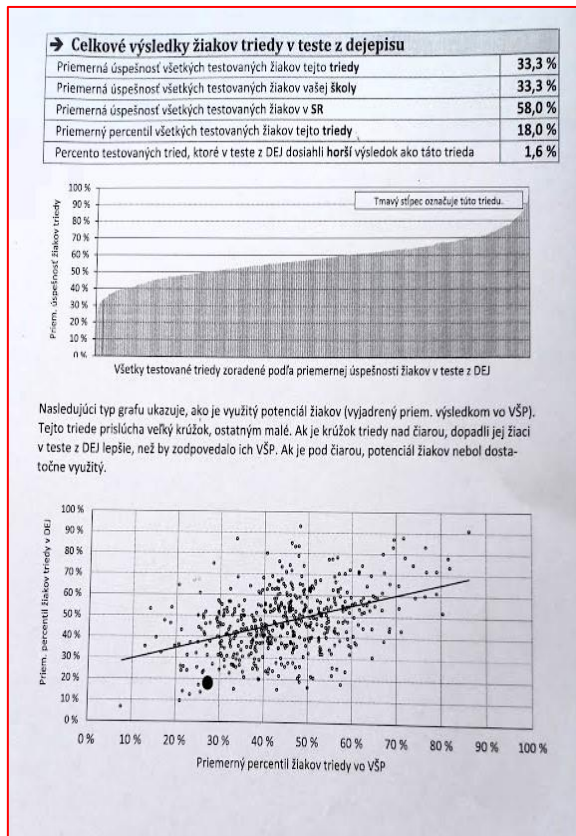 → Celkové výsledky žiakov triedy v teste z dejepisu
Priemerná úspešnosť všetkých testovaných žiakov tejto triedy 33,3 %
Priemerná úspešnosť všetkých testovaných žiakov vašej školy 33,3 %
Priemerná úspešnosť všetkých testovaných žiakov v SR 58,0 %
Priemerný percentil všetkých testovaných žiakov tejto triedy 18,0 %
Percento testovaných tried, ktoré v teste z DEJ dosiahli horší výsledok ako táto trieda 1,6 %
Priem. úspešnosť žiakov triedy
100 %
90 %
80 %
70 %
60 %
50 %
40 %
30 %
20 %
10 %
0 %
Tmavý stĺpec označuje túto triedu.
Všetky testované triedy zoradené podľa priemernej úspešnosti žiakov v teste z DEJ
Nasledujúci typ grafu ukazuje, ako je využitý potenciál žiakov (vyjadrený priem. výsledkom vo VŠP).
Tejto triede prislúcha veľký krúžok, ostatným malé. Ak je krúžok triedy nad čiarou, dopadli jej žiaci
v teste z DEJ lepšie, než by zodpovedalo ich VŠP. Ak je pod čiarou, potenciál žiakov nebol dosta-
točne využitý.
Priem. percentil žiakov triedy v DEJ
100 %
90 %
80 %
70 %
60 %
50 %
40 %
30 %
20 %
10 %
0 %
0 % 10 % 20 % 30 % 40 % 50 % 60 % 70 % 80 % 90 % 100 %
Priemerný percentil žiakov triedy vo VŠP